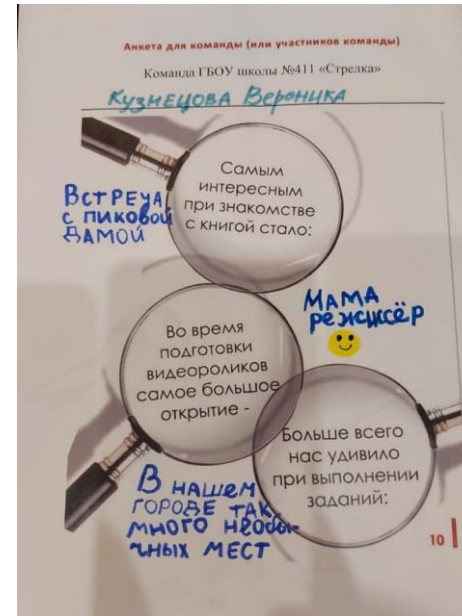 Анкета для команды (или участников команды)
Команда ГБОУ школы №411 «Стрелка»
Кузнецова Вероника
Самым
интересным
при знакомстве
с книгой стало:
ВСТРЕЧА
С ПИКОВОЙ
ДАМОЙ
Во время
подготовки
видеороликов
самое большое
открытие -
МАМА
РЕЖИССЁР
Больше всего
нас удивило
при выполнении
заданий:
В НАШЕМ
ГОРОДЕ ТАК
МНОГО НЕОБЫ-
ЧНЫХ МЕСТ
10